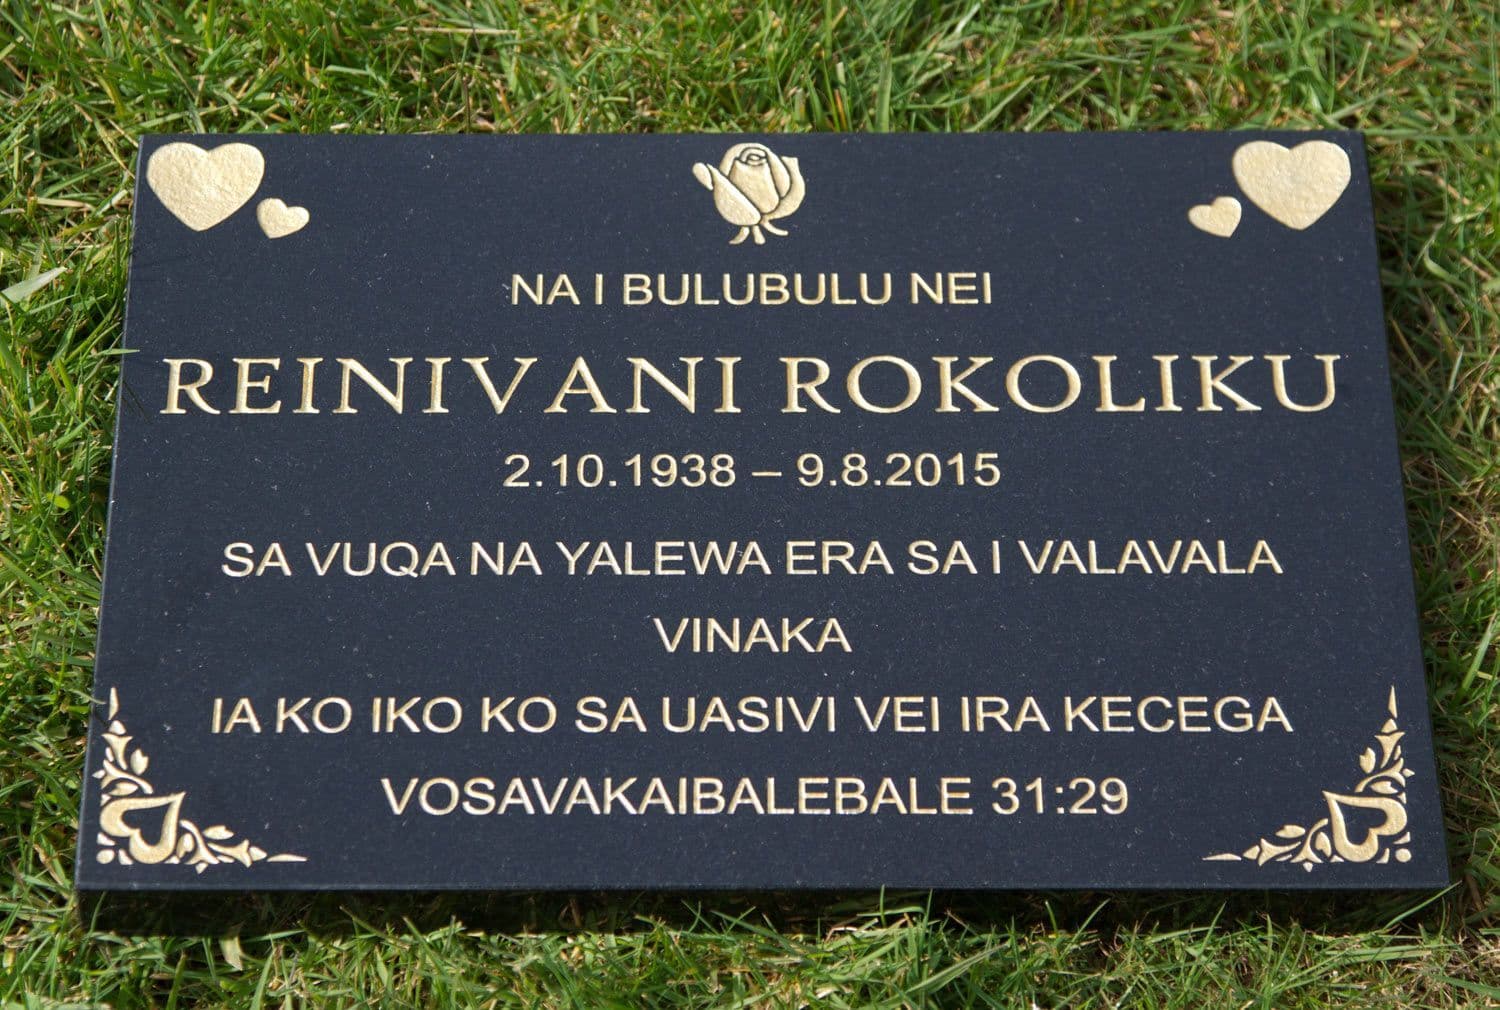 NA I BULUBULU NEI
REINIVANI ROKOLIKU
2.10.1938 – 9.8.2015
SA VUQA NA YALEWA ERA SA I VALAVALA
VINAKA
IA KO IKO KO SA UASIVI VEI IRA KECEGA
VOSAVAKAIBALEBALE 31:29